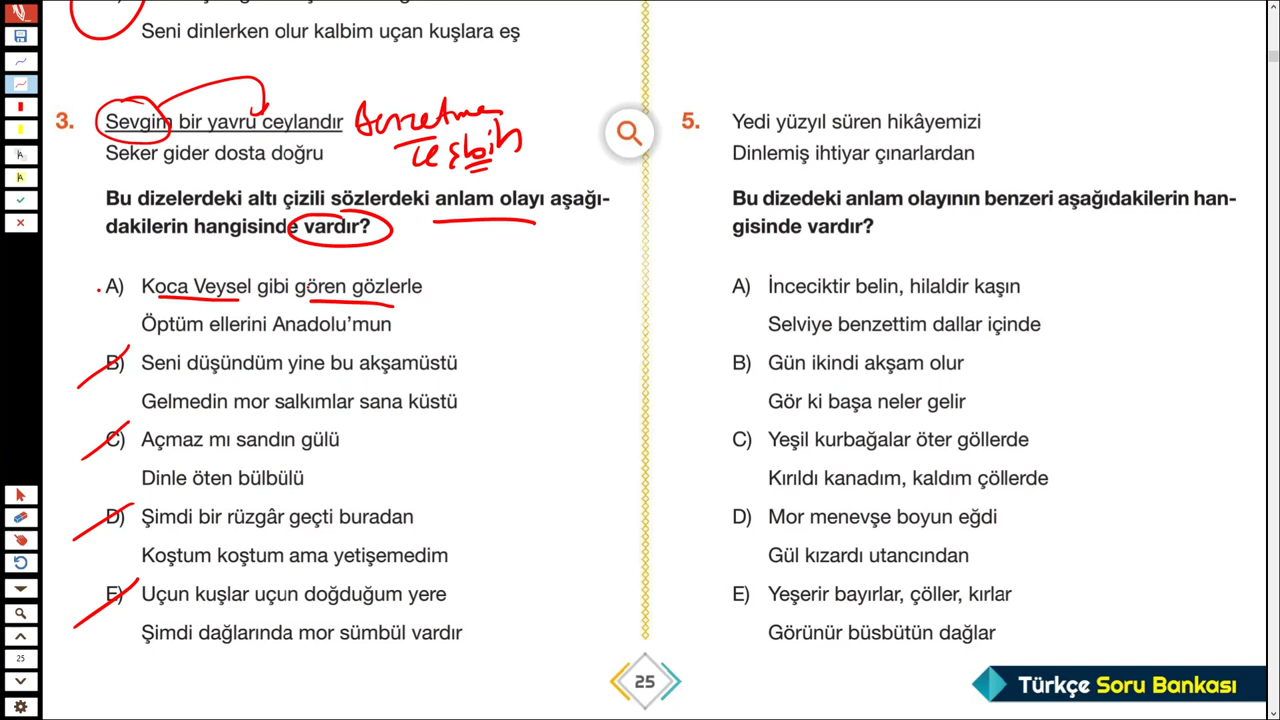 Seni dinlerken olur kalbim uçan kuşlara eş
3. Sevgim bir yavru ceylandır
Benzetme
Teşbih
Seker gider dosta doğru
Bu dizelerdeki altı çizili sözlerdeki anlam olayı aşağı-
dakilerin hangisinde vardır?
A) Koca Veysel gibi gören gözlerle
Öptüm ellerini Anadolu’mun
B) Seni düşündüm yine bu akşamüstü
Gelmedin mor salkımlar sana küstü
C) Açmaz mı sandın gülü
Dinle öten bülbülü
D) Şimdi bir rüzgâr geçti buradan
Koştum koştum ama yetişemedim
E) Uçun kuşlar uçun doğduğum yere
Şimdi dağlarında mor sümbül vardır
5. Yedi yüzyıl süren hikâyemizi
Dinlemiş ihtiyar çınarlardan
Bu dizedeki anlam olayının benzeri aşağıdakilerin han-
gisinde vardır?
A) İnceciktir belin, hilaldir kaşın
Selviye benzettim dallar içinde
B) Gün ikindi akşam olur
Gör ki başa neler gelir
C) Yeşil kurbağalar öter göllerde
Kırıldı kanadım, kaldım çöllerde
D) Mor menevşe boyun eğdi
Gül kızardı utancından
E) Yeşerir bayırlar, çöller, kırlar
Görünür büsbütün dağlar
25
25
Türkçe Soru Bankası